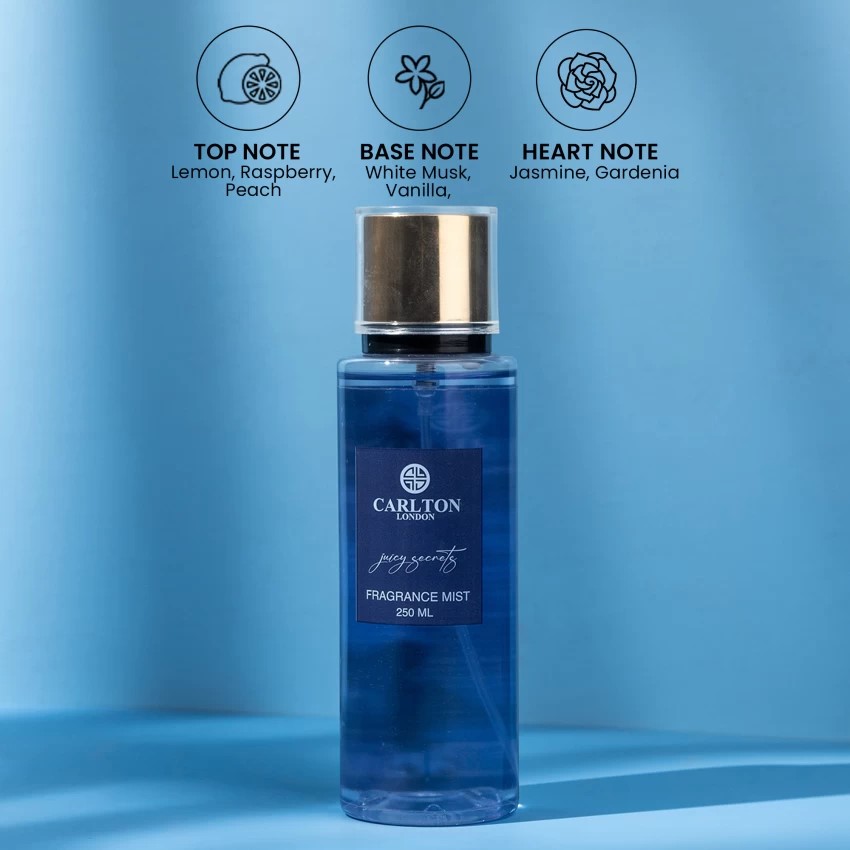 TOP NOTE
Lemon, Raspberry,
Peach
BASE NOTE
White Musk,
Vanilla,
HEART NOTE
Jasmine, Gardenia
CARLTON
LONDON
juicy secrets
FRAGRANCE MIST
250 ML